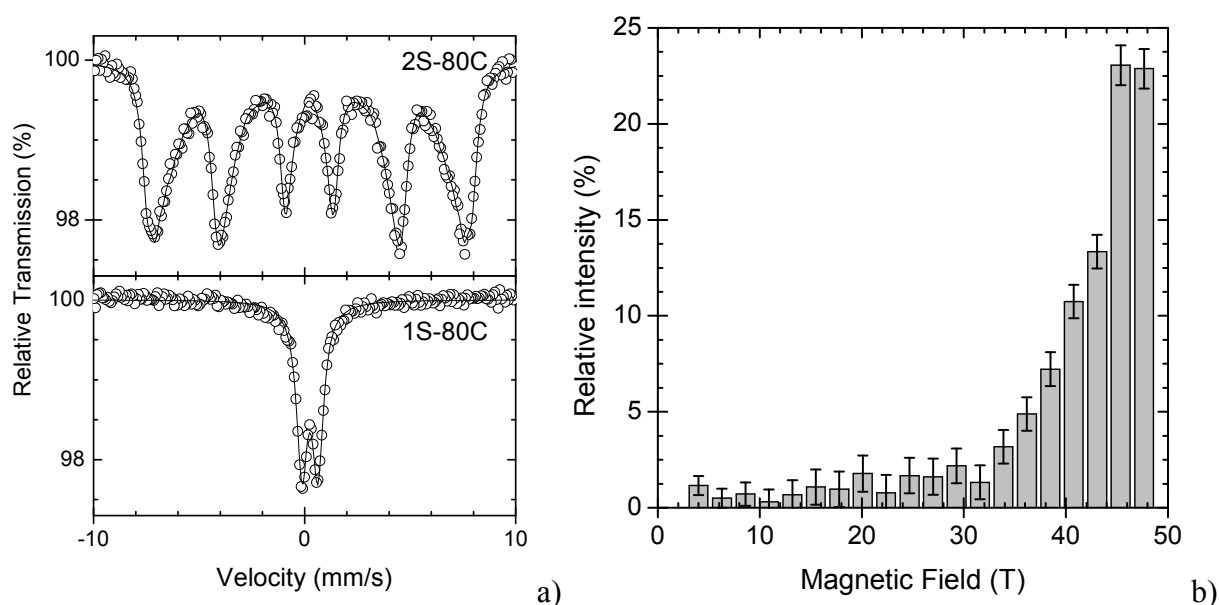 Relative Transmission (%)
100
98
2S-80C
100
98
1S-80C
-10
0
10
Velocity (mm/s)
a)
Relative intensity (%)
25
20
15
10
5
0
0
10
20
30
40
50
Magnetic Field (T)
b)